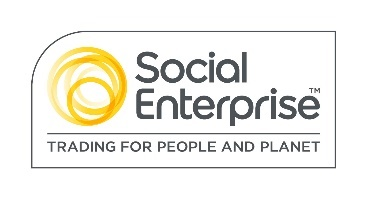 Social
Enterprise™
TRADING FOR PEOPLE AND PLANET